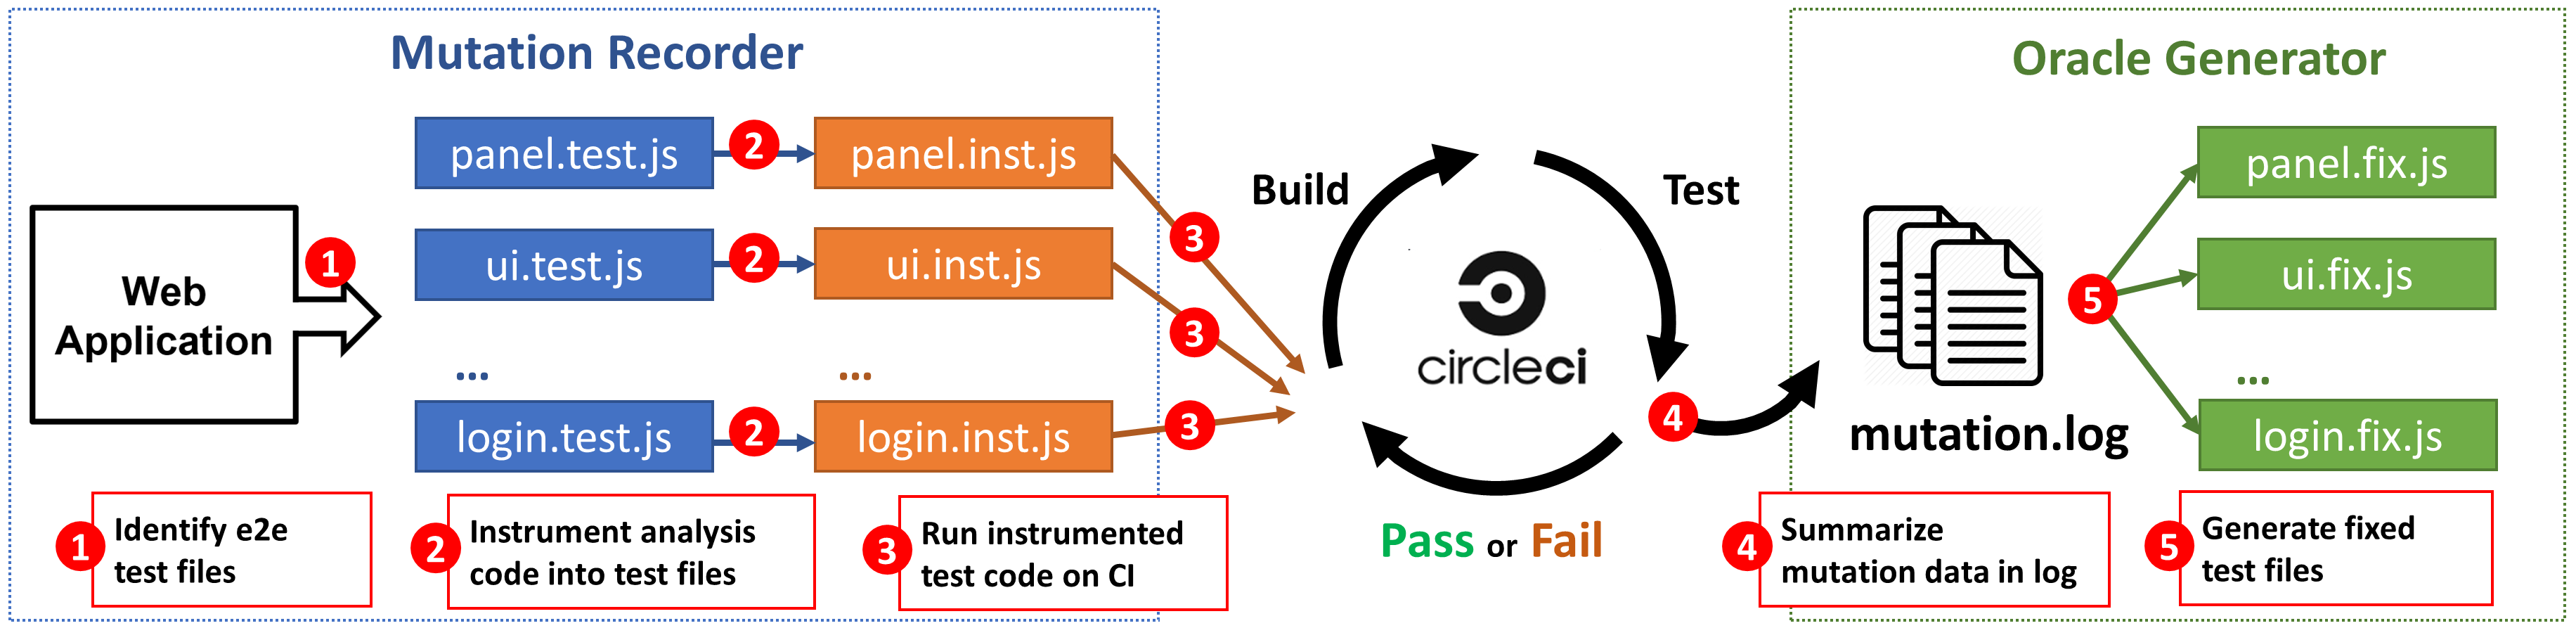 Mutation Recorder
Web
Application
1
panel.test.js
2
panel.inst.js
ui.test.js
2
ui.inst.js
...
...
login.test.js
2
login.inst.js
3
3
3
1
Identify e2e
test files
2
Instrument analysis
code into test files
3
Run instrumented
test code on CI
Build
Test
circleci
Pass or Fail
4
Oracle Generator
mutation.log
5
panel.fix.js
ui.fix.js
...
login.fix.js
4
Summarize
mutation data in log
5
Generate fixed
test files